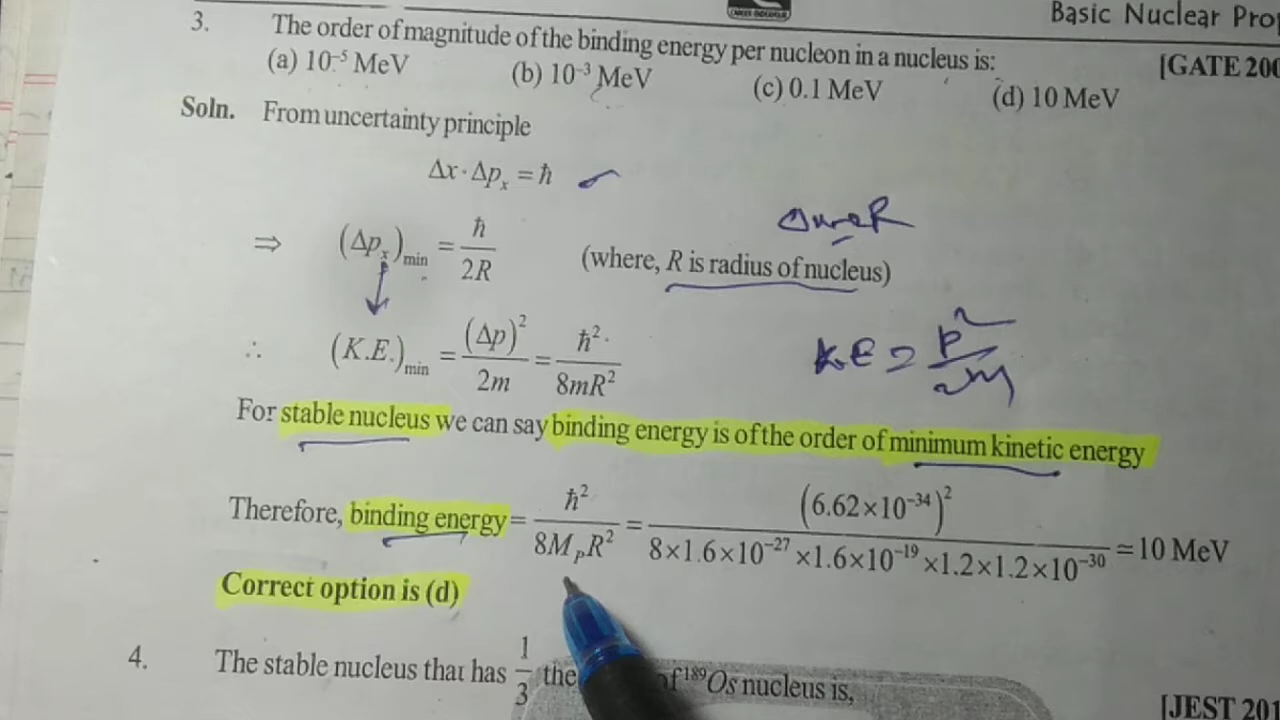 CAREER ENDEAVOUR
Basic Nuclear Pro
3. The order of magnitude of the binding energy per nucleon in a nucleus is:
[GATE 200
(a) 10⁻⁵ MeV (b) 10⁻³ MeV (c) 0.1 MeV (d) 10 MeV
Soln. From uncertainty principle
Δx·Δpₓ = ħ
⇒ (Δpₓ)min = ħ/2R (where, R is radius of nucleus)
∴ (K.E.)min = (Δp)²/2m = ħ²/8mR²
KE = p²/2m
For stable nucleus we can say binding energy is of the order of minimum kinetic energy
Therefore, binding energy = ħ²/8M_PR² = (6.62×10⁻³⁴)²/8×1.6×10⁻²⁷×1.6×10⁻¹⁹×1.2×1.2×10⁻³⁰ ≃ 10 MeV
Correct option is (d)
4. The stable nucleus that has 1/3 the ¹⁸⁹Os nucleus is,
[JEST 201